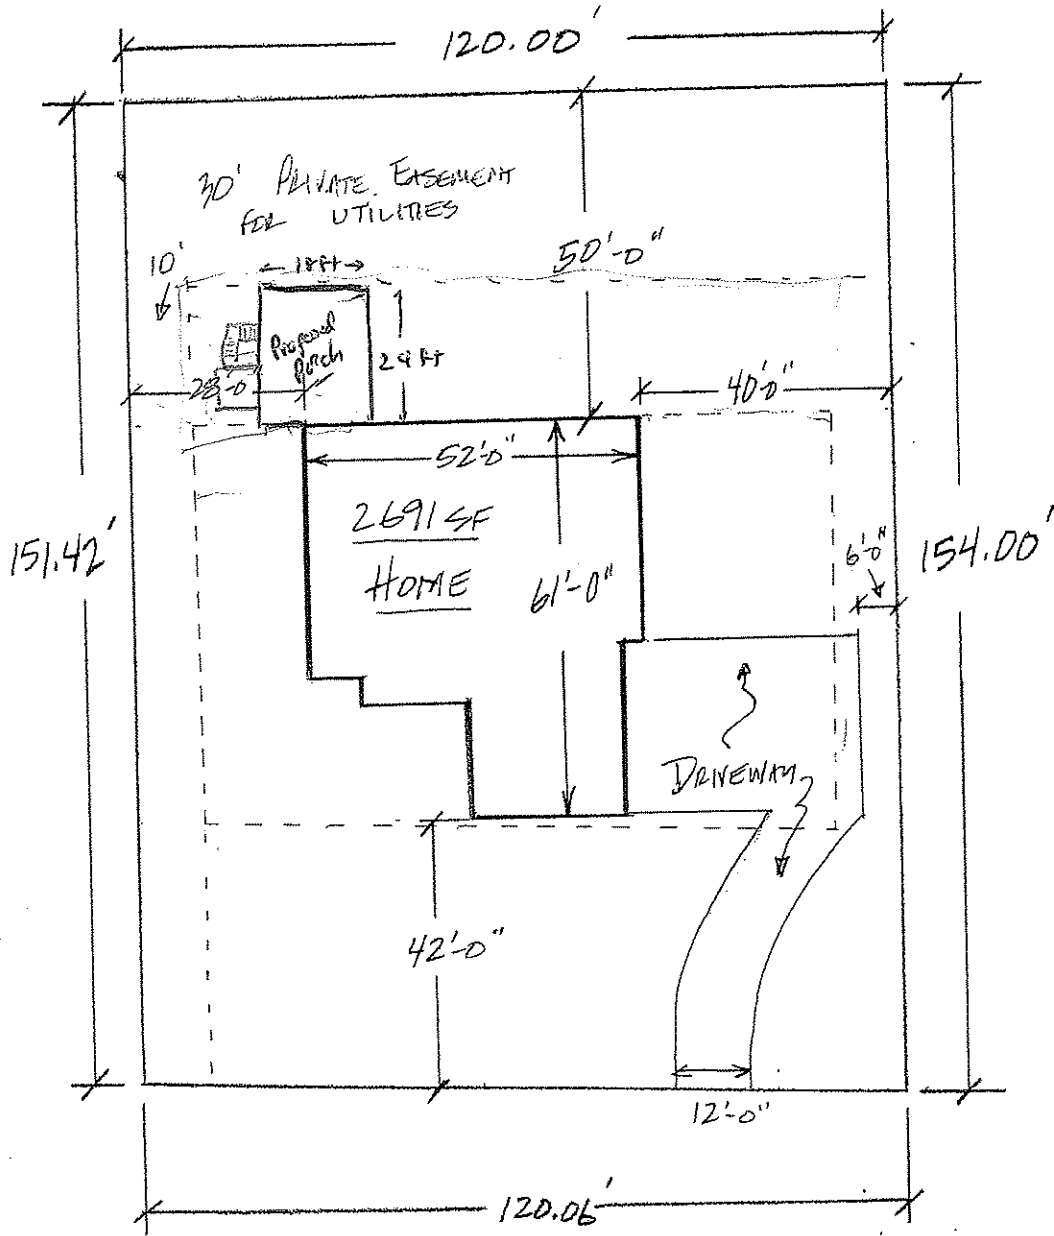 120.00'
30' PRIVATE EASEMENT
FOR UTILITIES
10'
18 FT
50'-0"
Proposed
Porch
24 FT
28-0
40'-0"
52'-0"
2691 SF
HOME
61'-0"
151.42'
6'-0"
154.00'
DRIVEWAY
42'-0"
12'-0"
120.06'